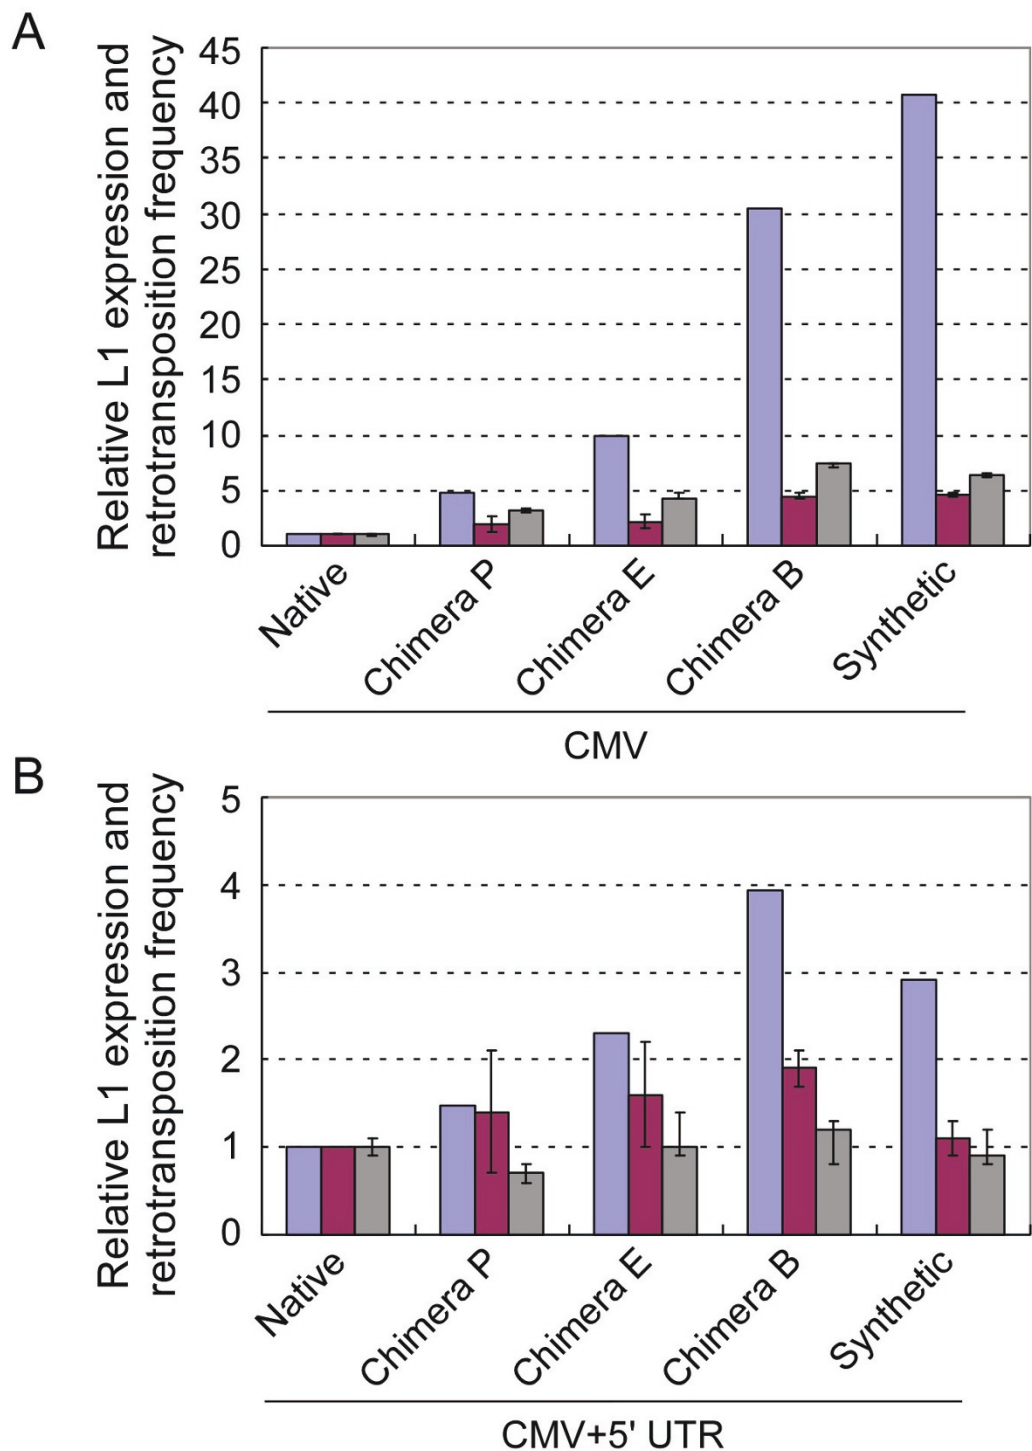 A
Relative L1 expression and
retrotransposition frequency
45
40
35
30
25
20
15
10
5
0
Native
Chimera P
Chimera E
Chimera B
Synthetic
CMV
B
Relative L1 expression and
retrotransposition frequency
5
4
3
2
1
0
Native
Chimera P
Chimera E
Chimera B
Synthetic
CMV+5' UTR